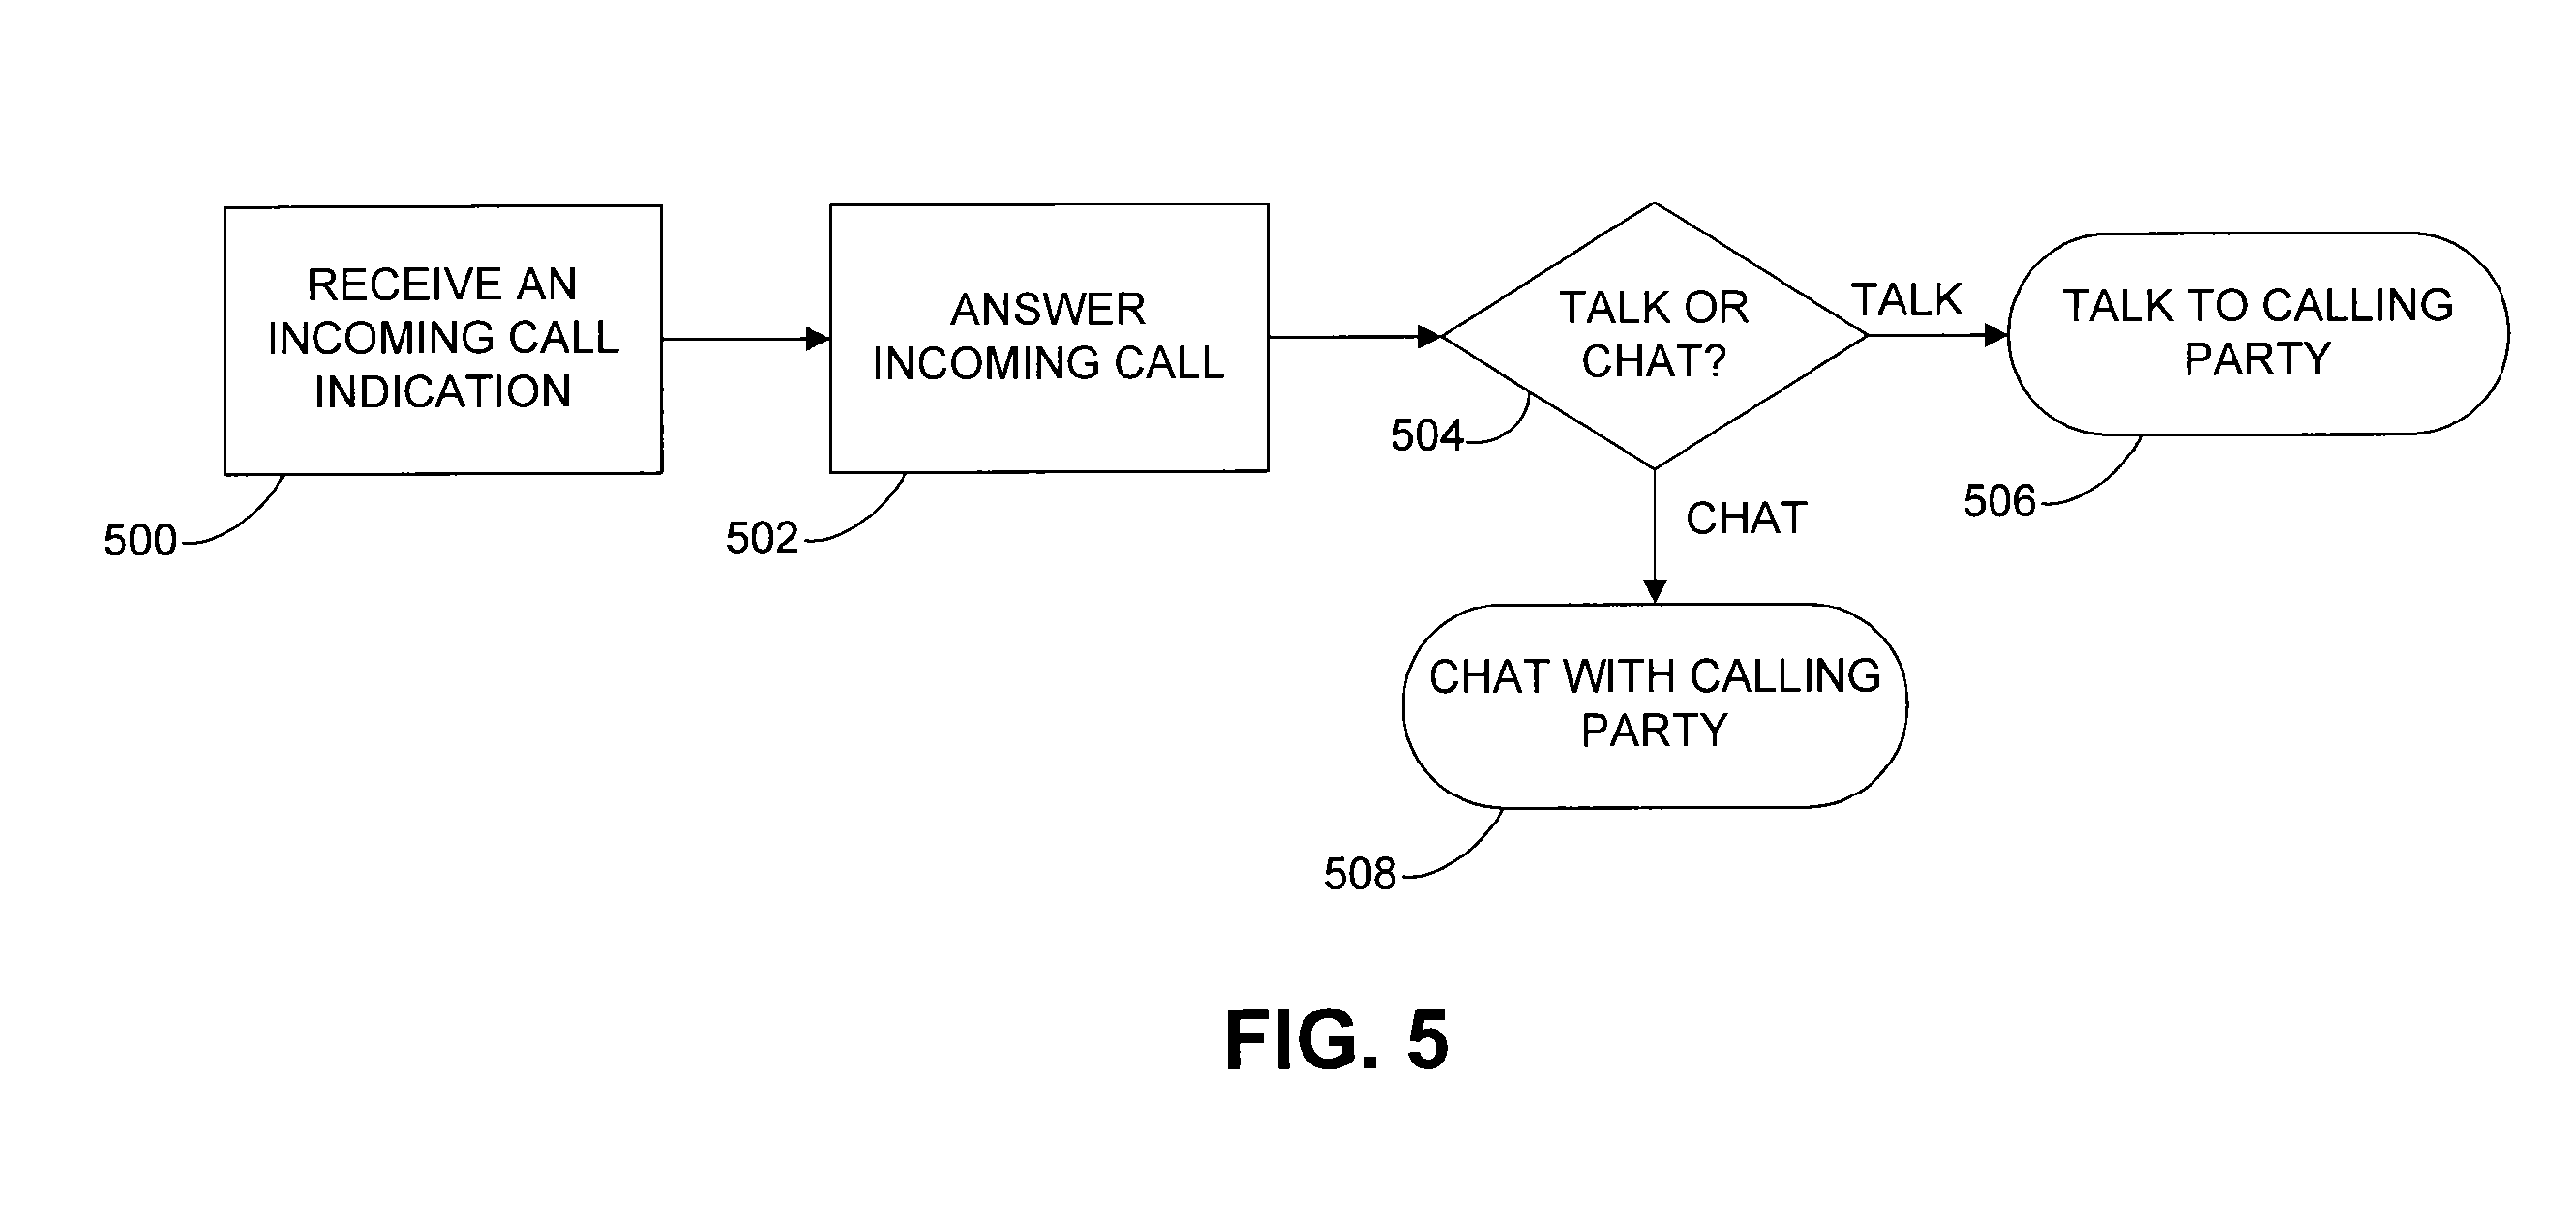 RECEIVE AN
INCOMING CALL
INDICATION
500
ANSWER
INCOMING CALL
502
TALK OR
CHAT?
504
TALK
TALK TO CALLING
PARTY
506
CHAT
CHAT WITH CALLING
PARTY
508
FIG. 5